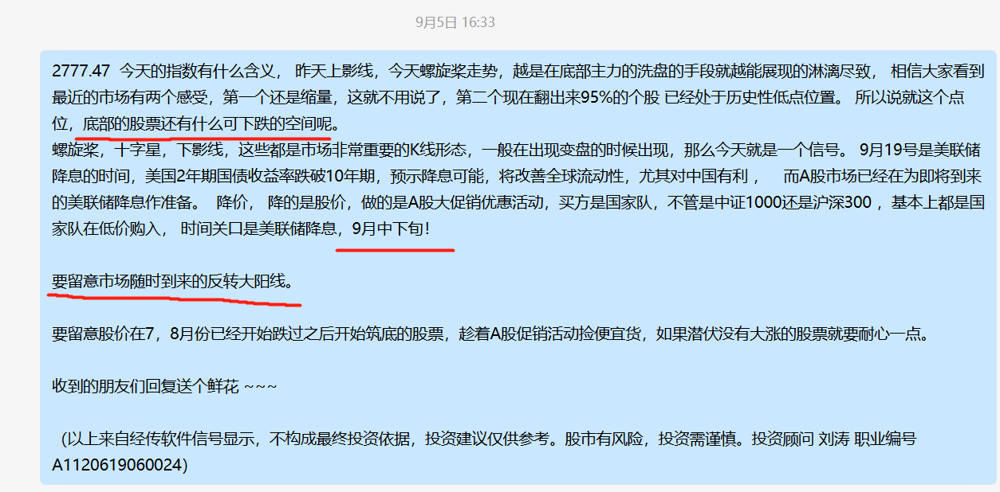 9月5日 16:33
2777.47  今天的指数有什么含义， 昨天上影线，今天螺旋桨走势，越是在底部主力的洗盘的手段就越能展现的淋漓尽致， 相信大家看到
最近的市场有两个感受，第一个还是缩量，这就不用说了，第二个现在翻出来95%的个股 已经处于历史性低点位置。 所以说就这个点
位，底部的股票还有什么可下跌的空间呢。
螺旋桨，十字星，下影线，这些都是市场非常重要的K线形态，一般在出现变盘的时候出现，那么今天就是一个信号。 9月19号是美联储
降息的时间，美国2年期国债收益率跌破10年期，预示降息可能，将改善全球流动性，尤其对中国有利 ，  而A股市场已经在为即将到来
的美联储降息作准备。  降价， 降的是股价，做的是A股大促销优惠活动，买方是国家队，不管是中证1000还是沪深300 ，基本上都是国
家队在低价购入， 时间关口是美联储降息，9月中下旬！
要留意市场随时到来的反转大阳线。
要留意股价在7，8月份已经开始跌过之后开始筑底的股票，趁着A股促销活动捡便宜货，如果潜伏没有大涨的股票就要耐心一点。
收到的朋友们回复送个鲜花 ~~~
（以上来自经传软件信号显示，不构成最终投资依据，投资建议仅供参考。股市有风险，投资需谨慎。投资顾问 刘涛 职业编号
A1120619060024）